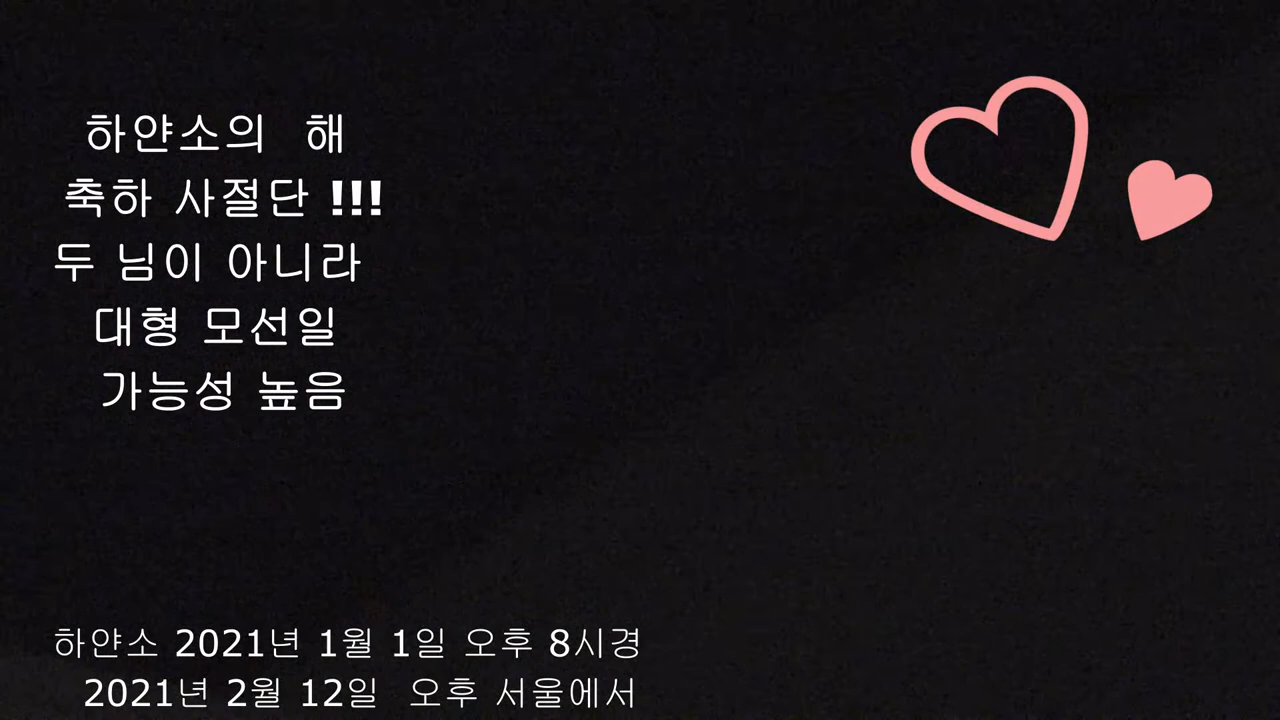 하얀소의 해
축하 사절단 !!!
두 님이 아니라
대형 모선일
가능성 높음
하얀소 2021년 1월 1일 오후 8시경
2021년 2월 12일 오후 서울에서